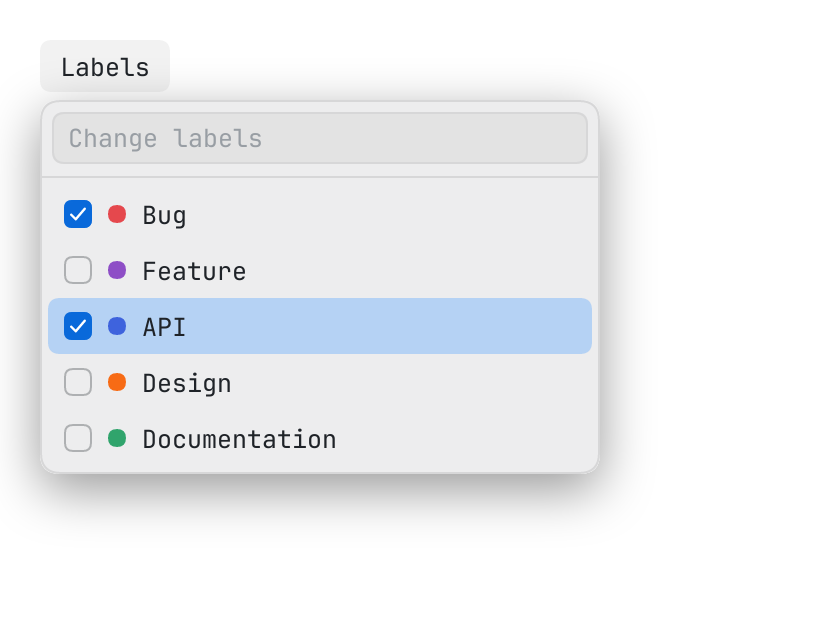 Labels
Change labels
Bug
Feature
API
Design
Documentation